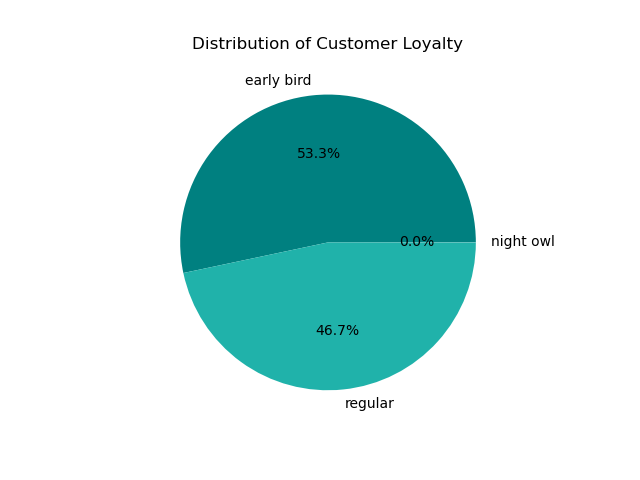 Distribution of Customer Loyalty
early bird
53.3%
0.0%
night owl
46.7%
regular